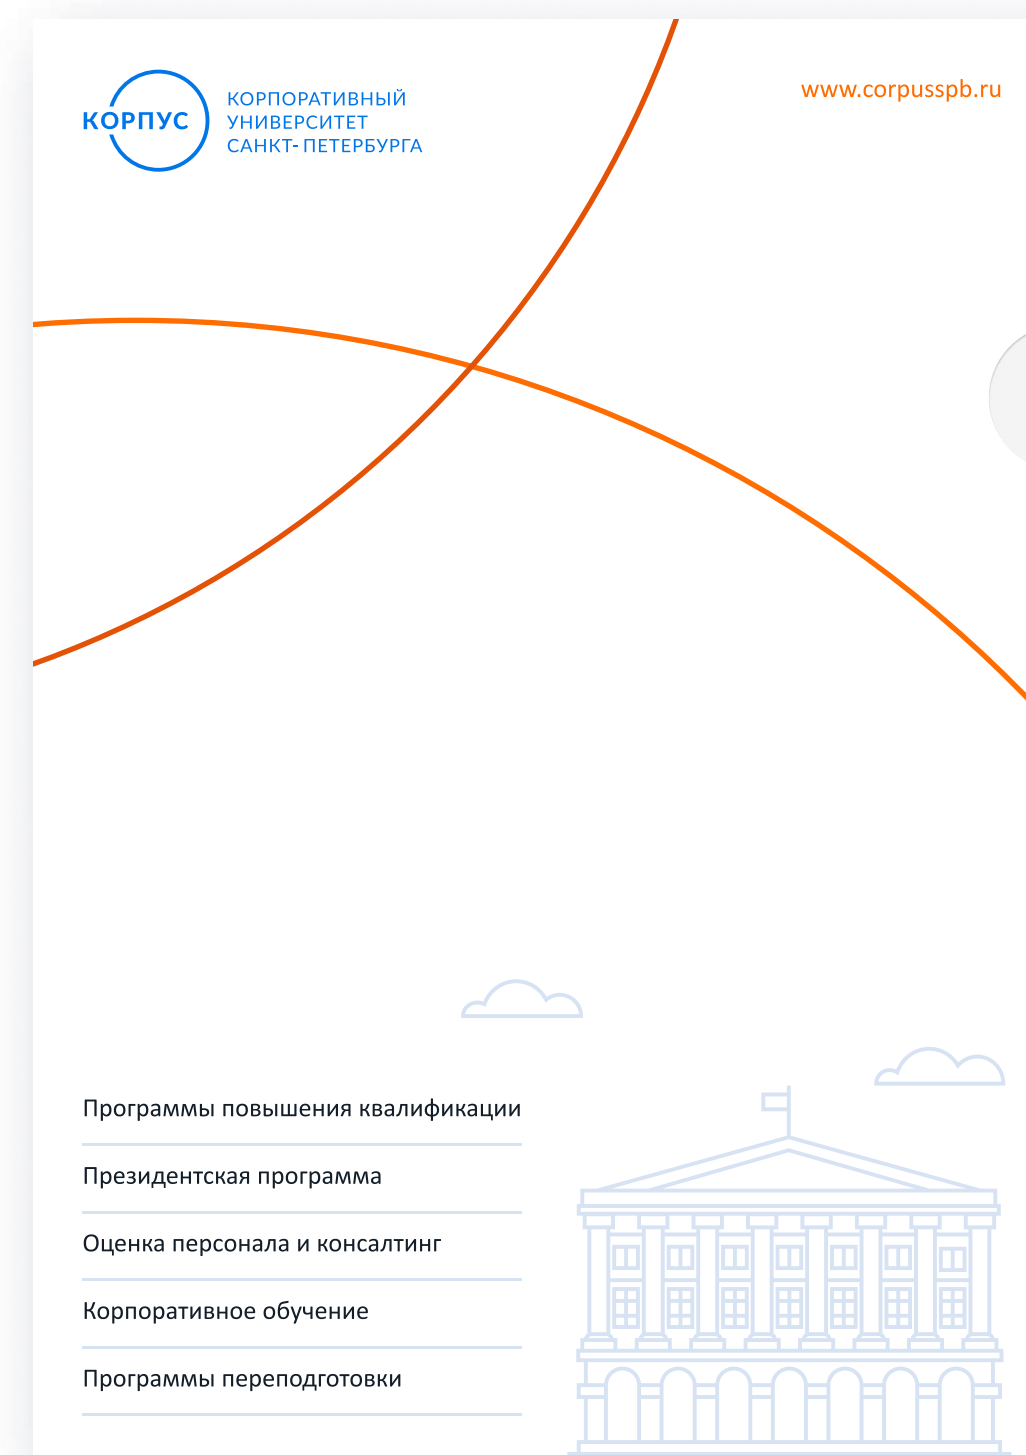 КОРПУС
КОРПОРАТИВНЫЙ
УНИВЕРСИТЕТ
САНКТ-ПЕТЕРБУРГА
www.corpusspb.ru
Программы повышения квалификации
Президентская программа
Оценка персонала и консалтинг
Корпоративное обучение
Программы переподготовки